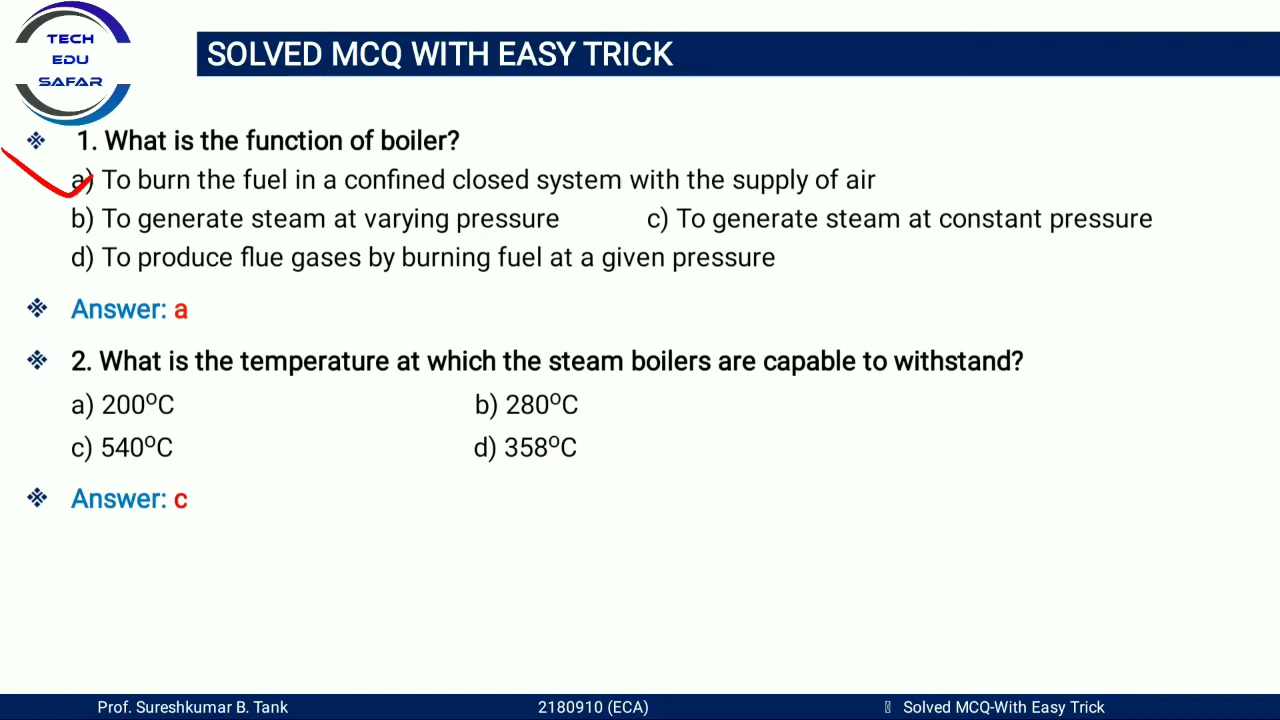 TECH
EDU
SAFAR
SOLVED MCQ WITH EASY TRICK
1. What is the function of boiler?
a) To burn the fuel in a confined closed system with the supply of air
b) To generate steam at varying pressure c) To generate steam at constant pressure
d) To produce flue gases by burning fuel at a given pressure
Answer: a
2. What is the temperature at which the steam boilers are capable to withstand?
a) 200ºC b) 280ºC
c) 540ºC d) 358ºC
Answer: c
Prof. Sureshkumar B. Tank 2180910 (ECA) Solved MCQ-With Easy Trick